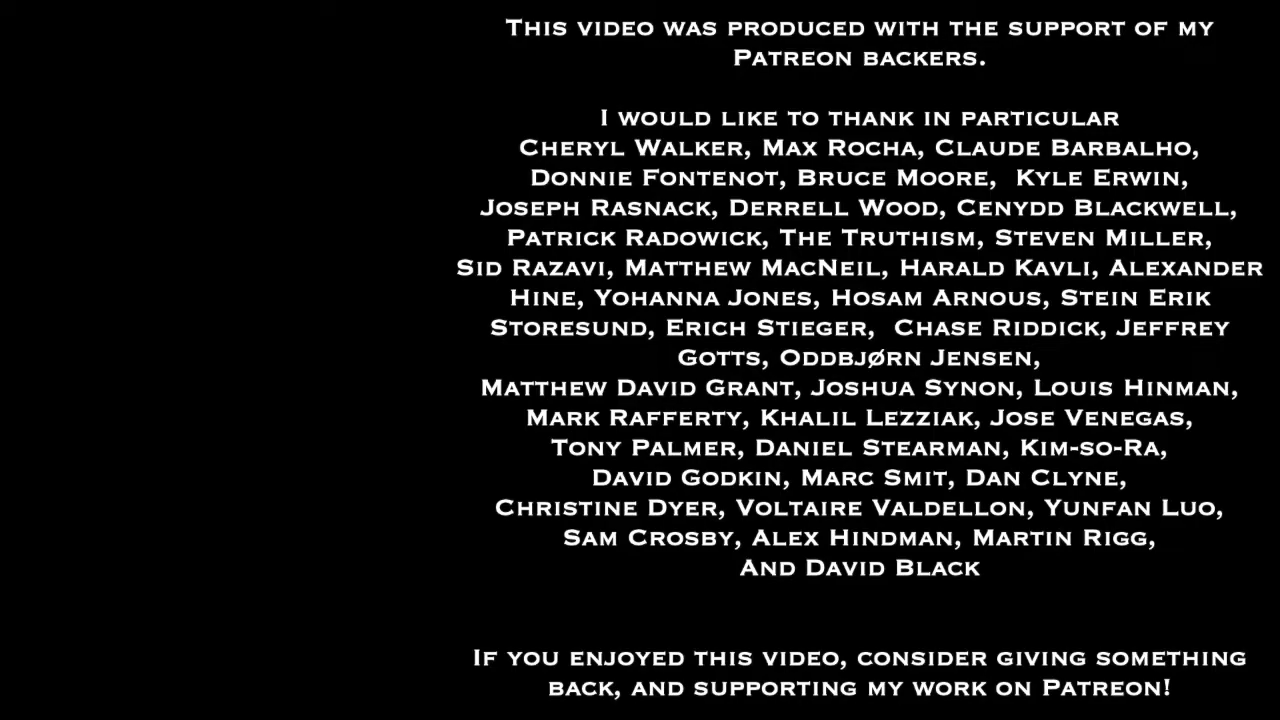 This video was produced with the support of my
Patreon backers.
I would like to thank in particular
Cheryl Walker, Max Rocha, Claude Barbalho,
Donnie Fontenot, Bruce Moore,  Kyle Erwin,
Joseph Rasnack, Derrell Wood, Cenydd Blackwell,
Patrick Radowick, The Truthism, Steven Miller,
Sid Razavi, Matthew MacNeil, Harald Kavli, Alexander
Hine, Yohanna Jones, Hosam Arnous, Stein Erik
Storesund, Erich Stieger,  Chase Riddick, Jeffrey
Gotts, Oddbjørn Jensen,
Matthew David Grant, Joshua Synon, Louis Hinman,
Mark Rafferty, Khalil Lezziak, Jose Venegas,
Tony Palmer, Daniel Stearman, Kim-so-Ra,
David Godkin, Marc Smit, Dan Clyne,
Christine Dyer, Voltaire Valdellon, Yunfan Luo,
Sam Crosby, Alex Hindman, Martin Rigg,
And David Black
If you enjoyed this video, consider giving something
back, and supporting my work on Patreon!